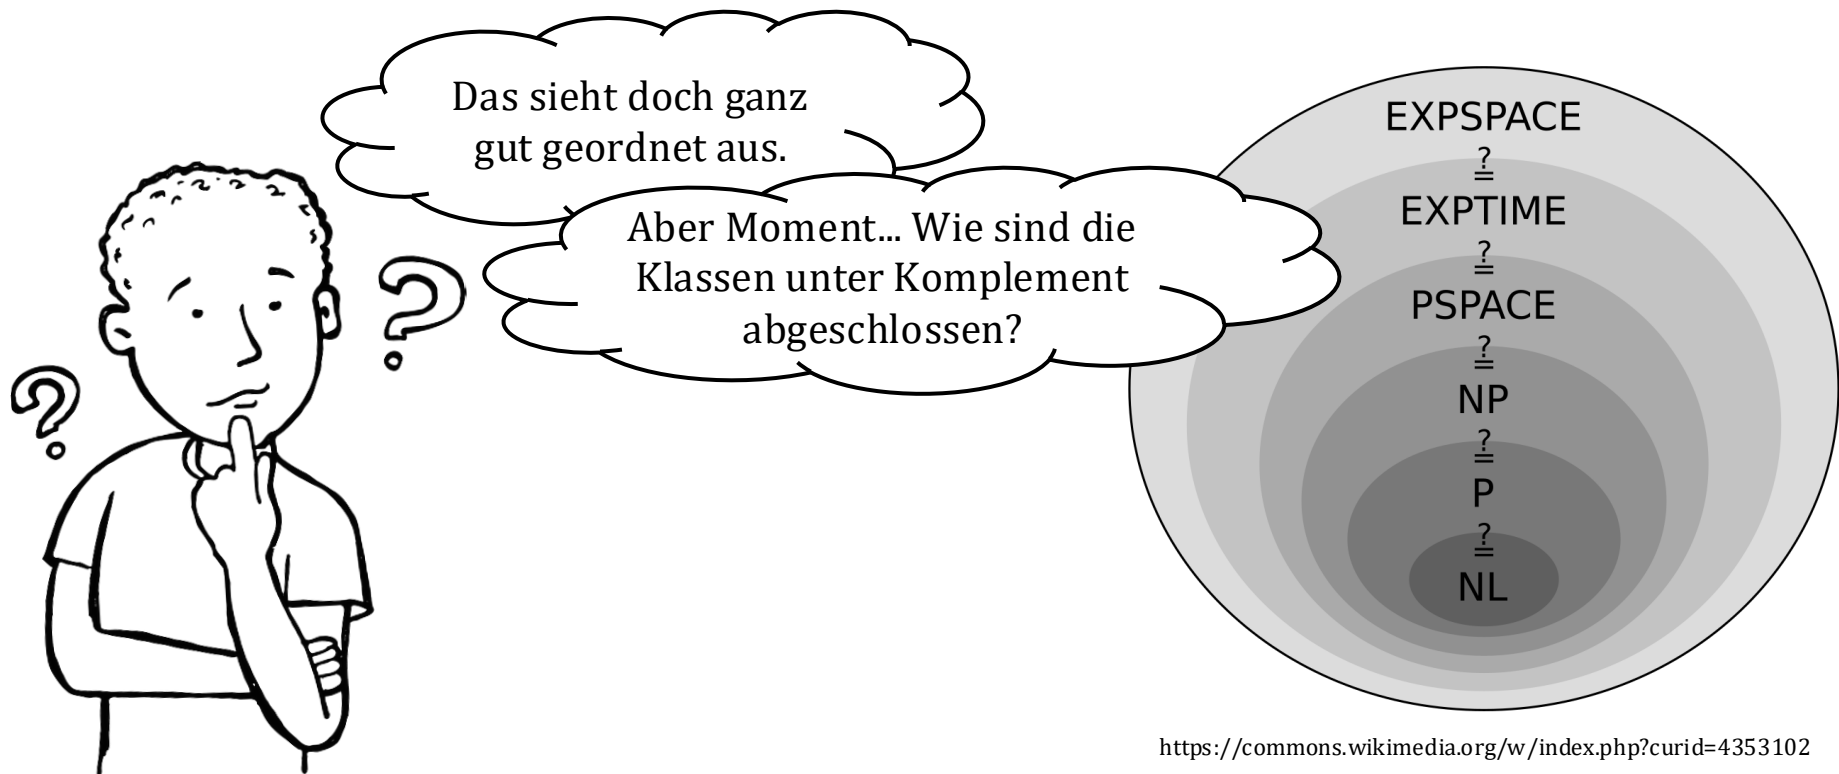 Das sieht doch ganz
gut geordnet aus.
Aber Moment... Wie sind die
Klassen unter Komplement
abgeschlossen?
?
?
EXPSPACE
?
=
EXPTIME
?
=
PSPACE
?
=
NP
?
=
P
?
=
NL
https://commons.wikimedia.org/w/index.php?curid=4353102